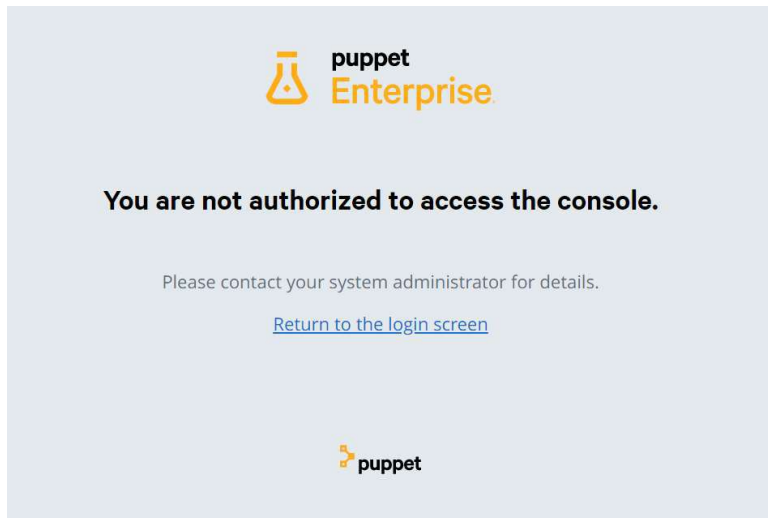 puppet
Enterprise.
You are not authorized to access the console.
Please contact your system administrator for details.
Return to the login screen
puppet